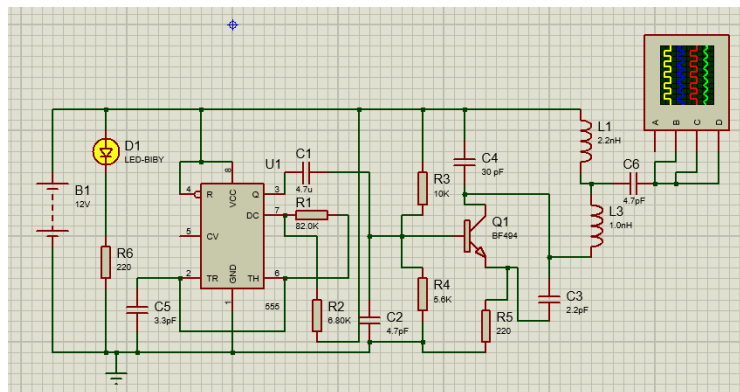 B1
12V
D1
LED-BIBY
R6
220
C5
3.3pF
U1
555
4
R
8
VCC
Q
3
DC
7
5
CV
2
TR
GND
1
TH
6
C1
4.7u
R1
82.0K
R2
6.80K
C2
4.7pF
R3
10K
R4
5.6K
C4
30 pF
Q1
BF494
R5
220
C3
2.2pF
L1
2.2nH
L3
1.0nH
C6
4.7pF
A
B
C
D